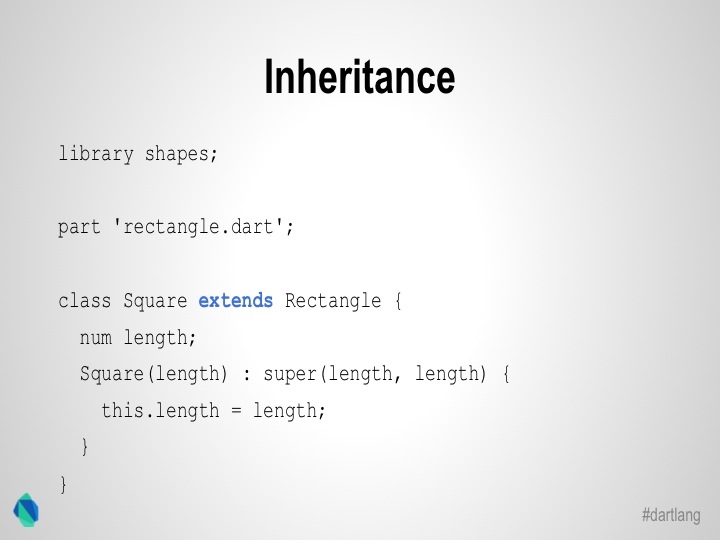 Inheritance
library shapes;
part 'rectangle.dart';
class Square extends Rectangle {
  num length;
  Square(length) : super(length, length) {
    this.length = length;
  }
}
#dartlang